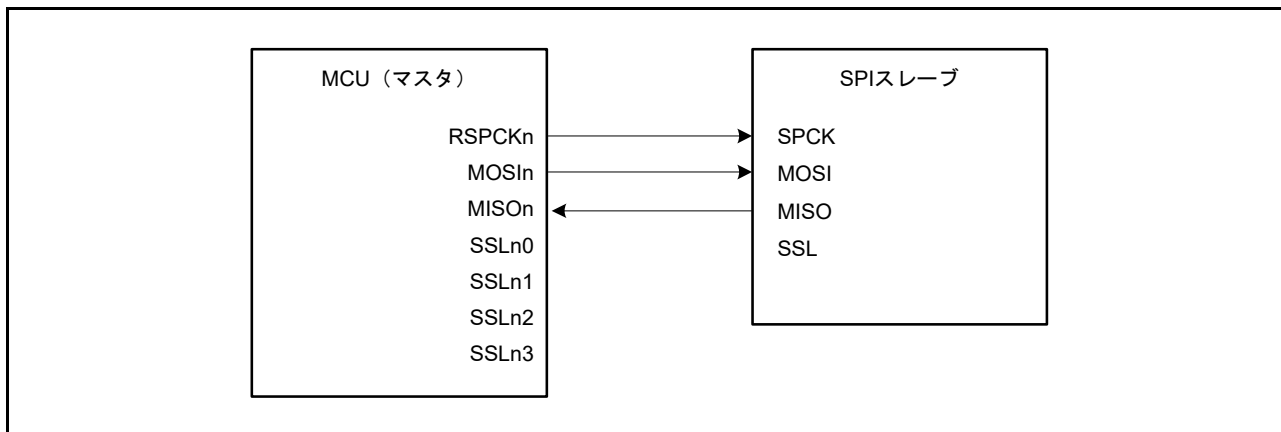 MCU（マスタ）
RSPCKn
MOSIn
MISOn
SSLn0
SSLn1
SSLn2
SSLn3
SPIスレーブ
SPCK
MOSI
MISO
SSL